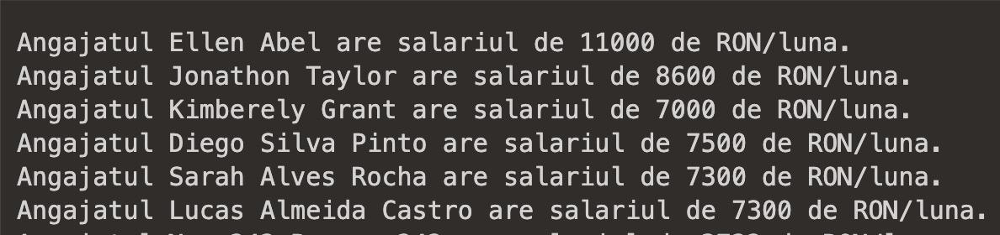 Angajatul Ellen Abel are salariul de 11000 de RON/luna.
Angajatul Jonathon Taylor are salariul de 8600 de RON/luna.
Angajatul Kimberely Grant are salariul de 7000 de RON/luna.
Angajatul Diego Silva Pinto are salariul de 7500 de RON/luna.
Angajatul Sarah Alves Rocha are salariul de 7300 de RON/luna.
Angajatul Lucas Almeida Castro are salariul de 7300 de RON/luna.